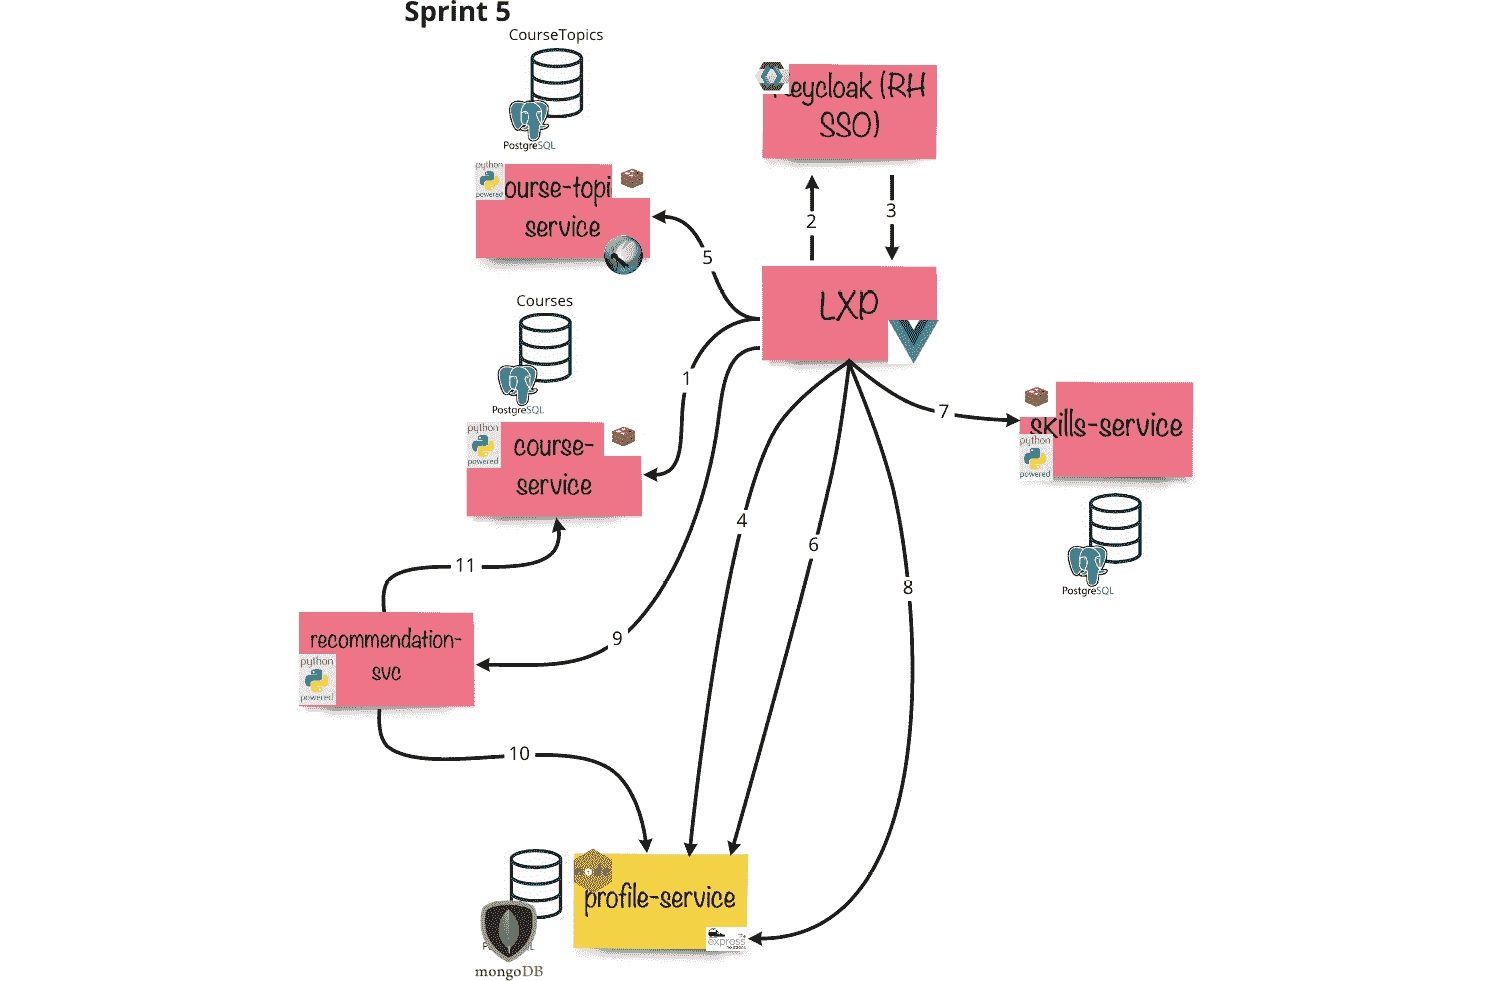 Sprint 5
CourseTopics
PostgreSQL
python
powered
ourse-topi
service
eycloak (RH
SSO)
2
3
5
LXP
Courses
PostgreSQL
1
python
powered
course-
service
7
skills-service
python
powered
PostgreSQL
4
6
8
11
9
recommendation-
svc
python
powered
10
profile-service
express
mongoDB